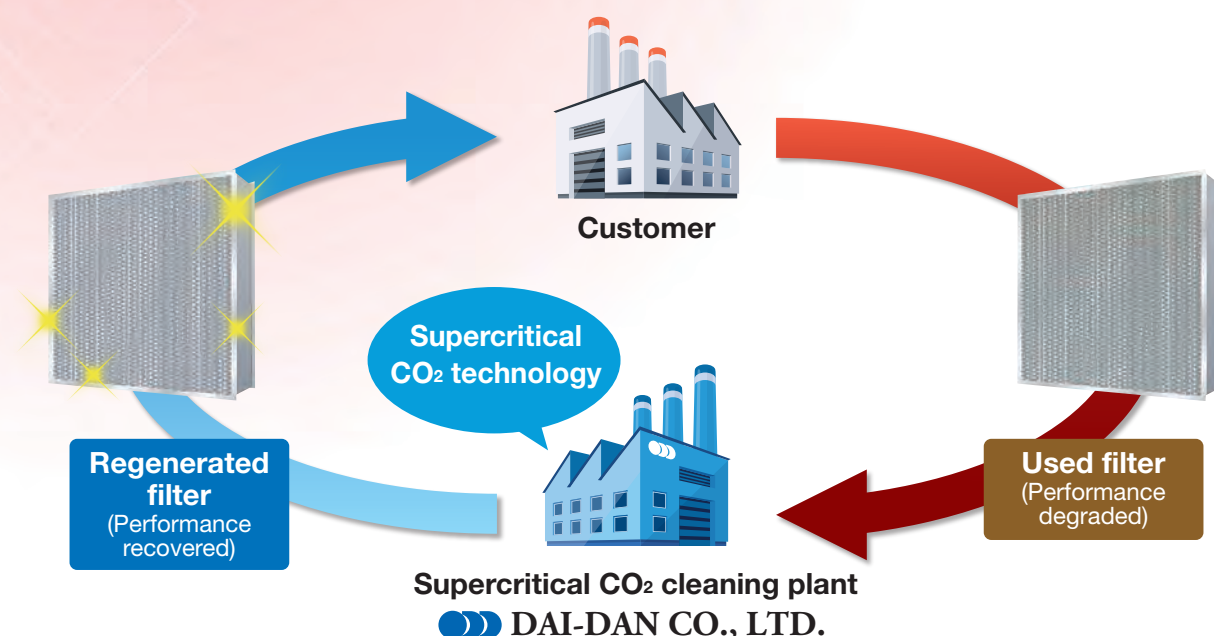 Customer
Supercritical
CO₂ technology
Regenerated
filter
(Performance
recovered)
Used filter
(Performance
degraded)
Supercritical CO₂ cleaning plant
DAI-DAN CO., LTD.